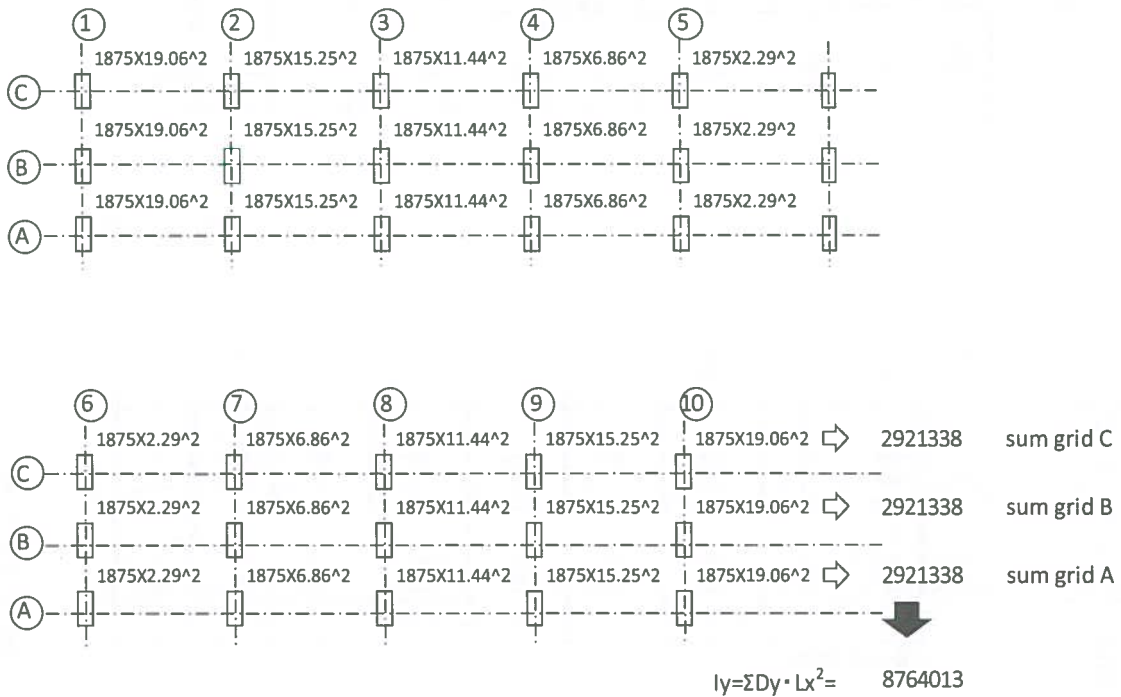 1 2 3 4 5
1875X19.06^2 1875X15.25^2 1875X11.44^2 1875X6.86^2 1875X2.29^2
C
1875X19.06^2 1875X15.25^2 1875X11.44^2 1875X6.86^2 1875X2.29^2
B
1875X19.06^2 1875X15.25^2 1875X11.44^2 1875X6.86^2 1875X2.29^2
A
6 7 8 9 10
1875X2.29^2 1875X6.86^2 1875X11.44^2 1875X15.25^2 1875X19.06^2 ⇨ 2921338 sum grid C
C
1875X2.29^2 1875X6.86^2 1875X11.44^2 1875X15.25^2 1875X19.06^2 ⇨ 2921338 sum grid B
B
1875X2.29^2 1875X6.86^2 1875X11.44^2 1875X15.25^2 1875X19.06^2 ⇨ 2921338 sum grid A
A
Iy=ΣDy・Lx²= 8764013